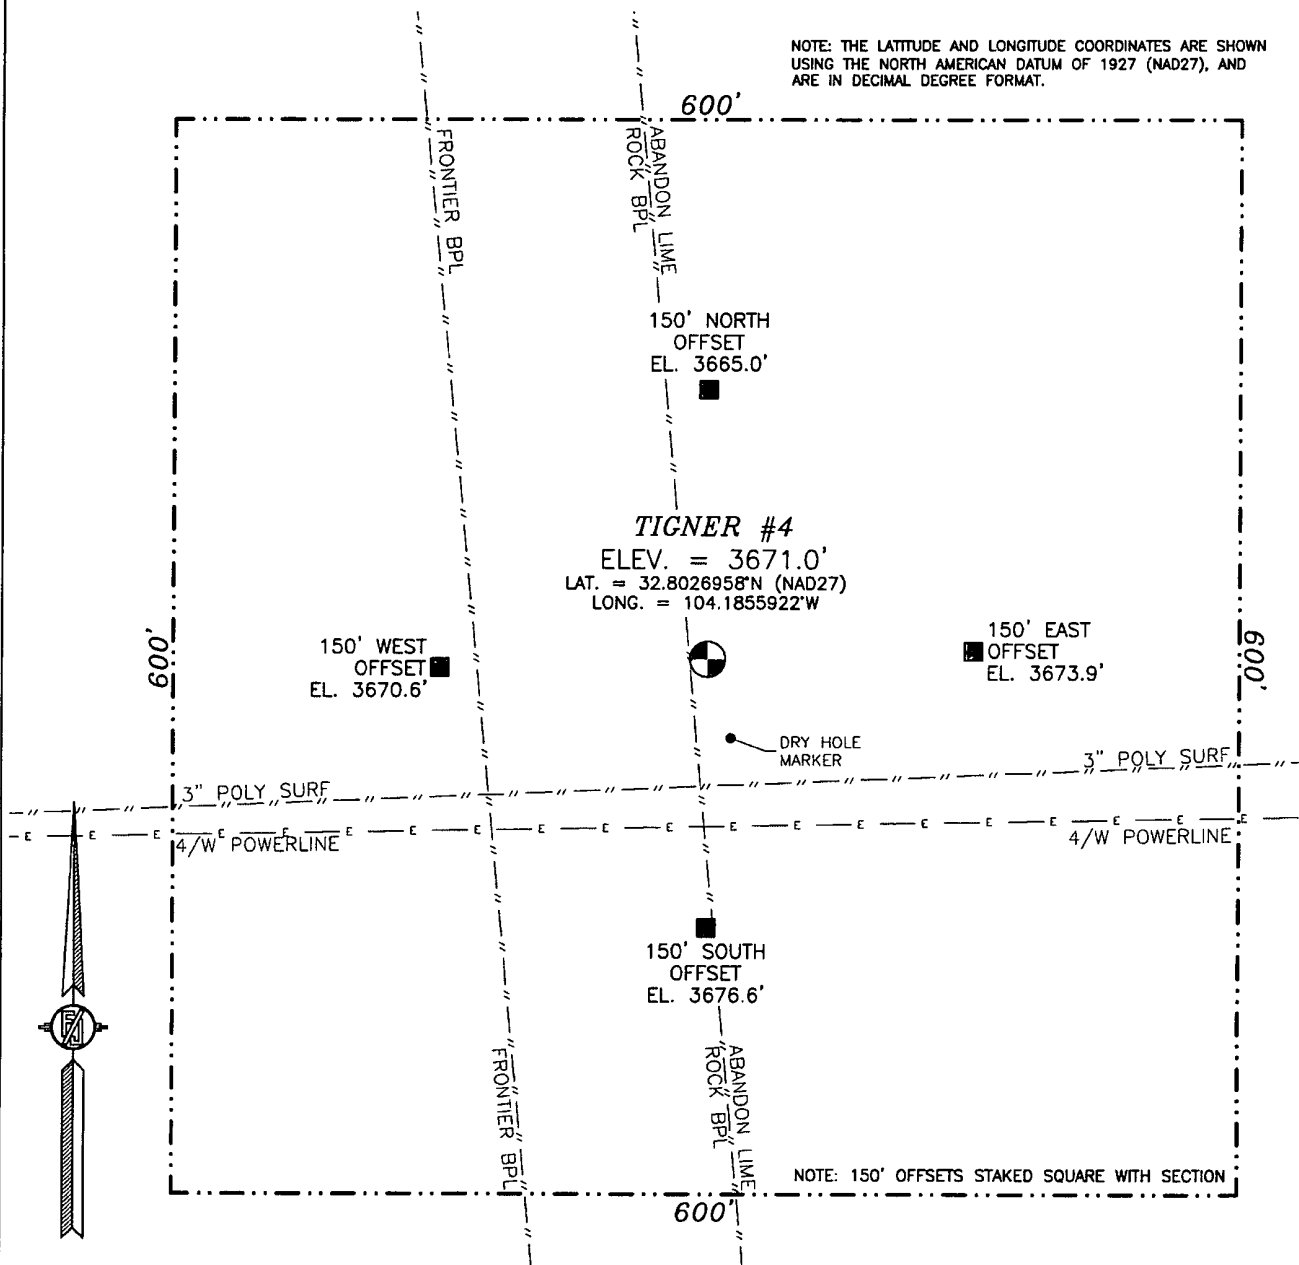 NOTE: THE LATITUDE AND LONGITUDE COORDINATES ARE SHOWN
USING THE NORTH AMERICAN DATUM OF 1927 (NAD27), AND
ARE IN DECIMAL DEGREE FORMAT.
600'
FRONTIER BPL
ABANDON LIME
ROCK BPL
150' NORTH
OFFSET
EL. 3665.0'
TIGNER #4
ELEV. = 3671.0'
LAT. = 32.8026958°N (NAD27)
LONG. = 104.1855922°W
600'
150' WEST
OFFSET
EL. 3670.6'
150' EAST
OFFSET
EL. 3673.9'
600'
DRY HOLE
MARKER
3" POLY SURF
3" POLY SURF
E E E E E E E E E E E E E E E E E E E E
4/W POWERLINE
4/W POWERLINE
150' SOUTH
OFFSET
EL. 3676.6'
FRONTIER BPL
ABANDON LIME
ROCK BPL
NOTE: 150' OFFSETS STAKED SQUARE WITH SECTION
600'